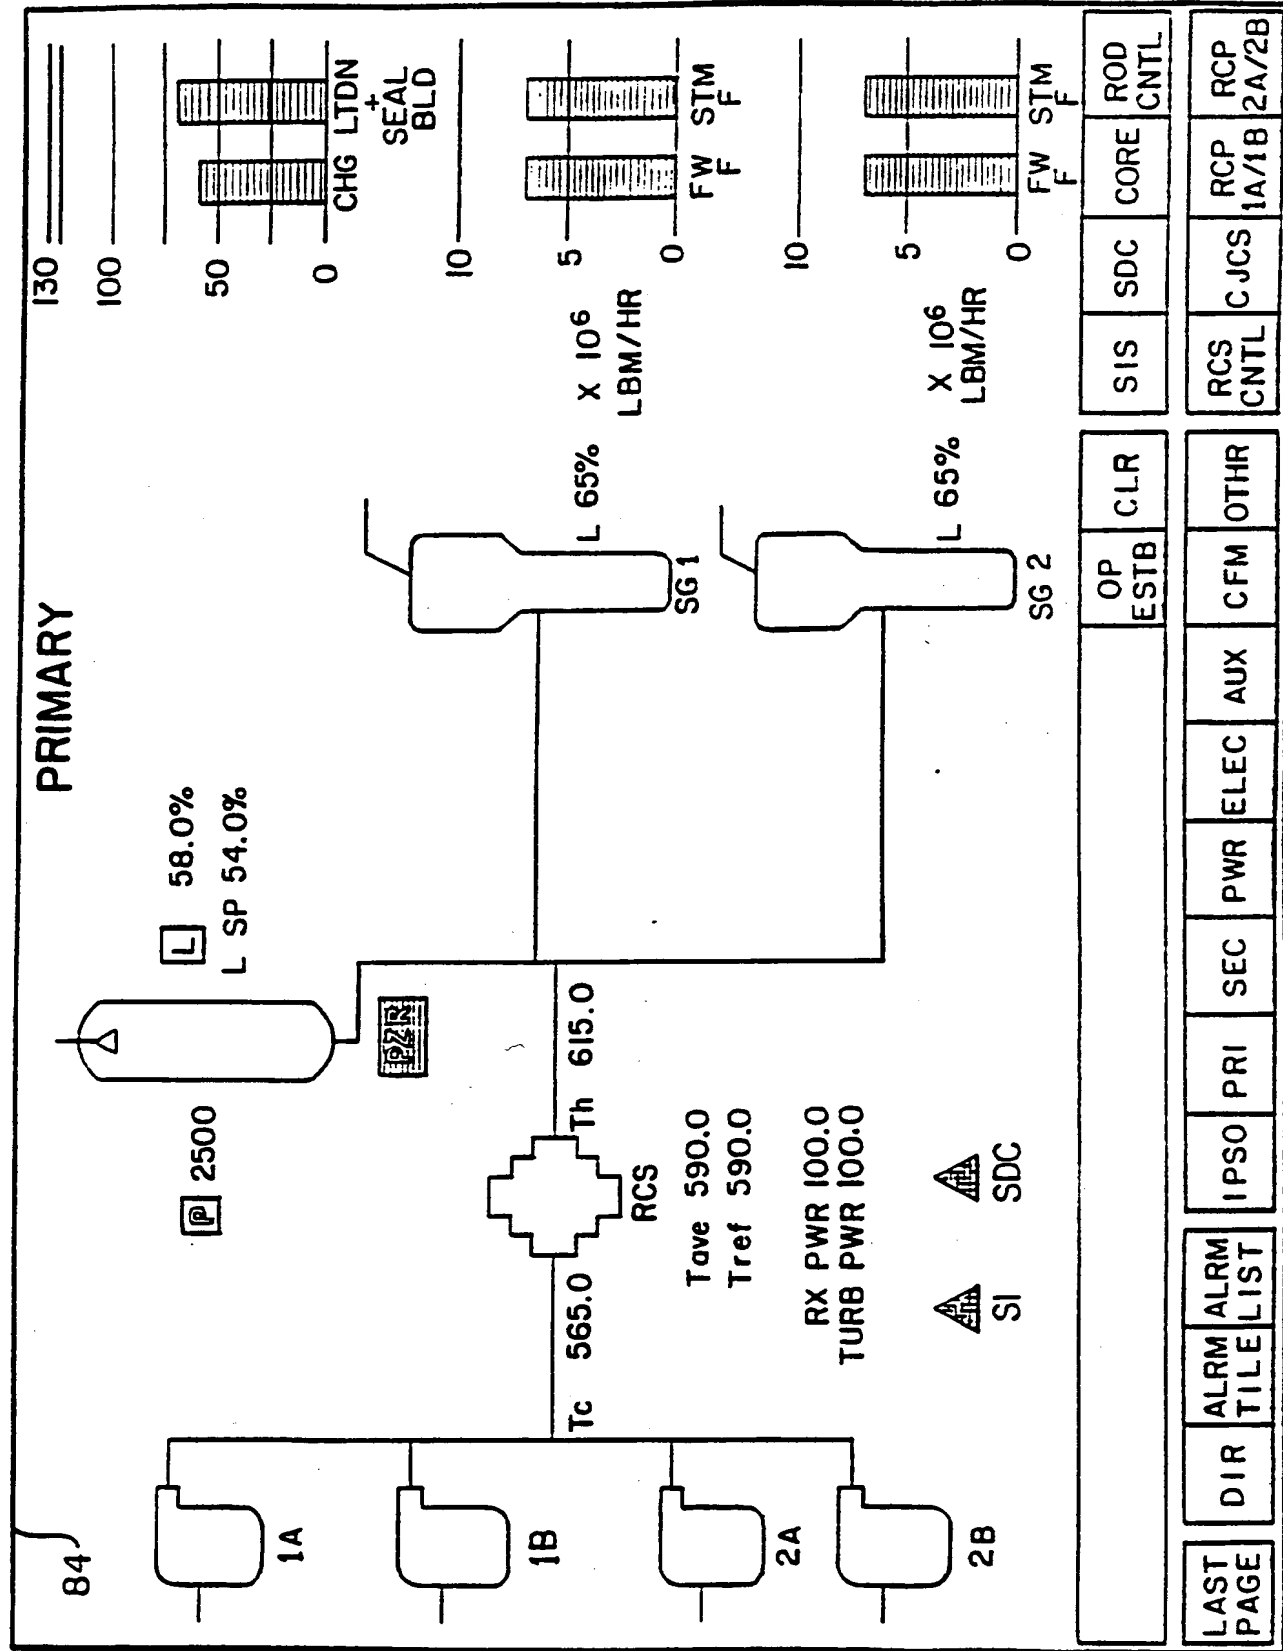 PRIMARY
84
1A
1B
2A
2B
P 2500
L 58.0%
L SP 54.0%
PZR
Tc 565.0
Th 615.0
RCS
Tave 590.0
Tref 590.0
RX PWR 100.0
TURB PWR 100.0
SI
SDC
SG 1
L 65%
SG 2
L 65%
130
100
50
0
CHG
LTDN
+
SEAL
BLD
10
5
0
X 10⁶
LBM/HR
FW
F
STM
F
10
5
0
X 10⁶
LBM/HR
FW
F
STM
F
OP
ESTB
CLR
SIS
SDC
CORE
ROD
CNTL
LAST
PAGE
DIR
ALRM
TILE
ALRM
LIST
IPSO
PRI
SEC
PWR
ELEC
AUX
CFM
OTHR
RCS
CNTL
CJCS
RCP
1A/1B
RCP
2A/2B